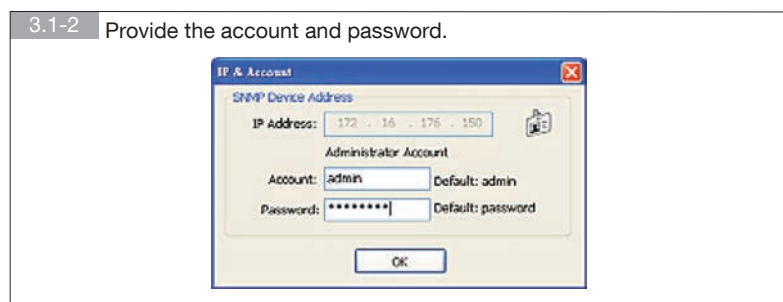 3.1-2 Provide the account and password.
IP & Account
SNMP Device Address
IP Address: 172 . 16 . 176 . 150
Administrator Account
Account: admin Default: admin
Password: ******** Default: password
OK